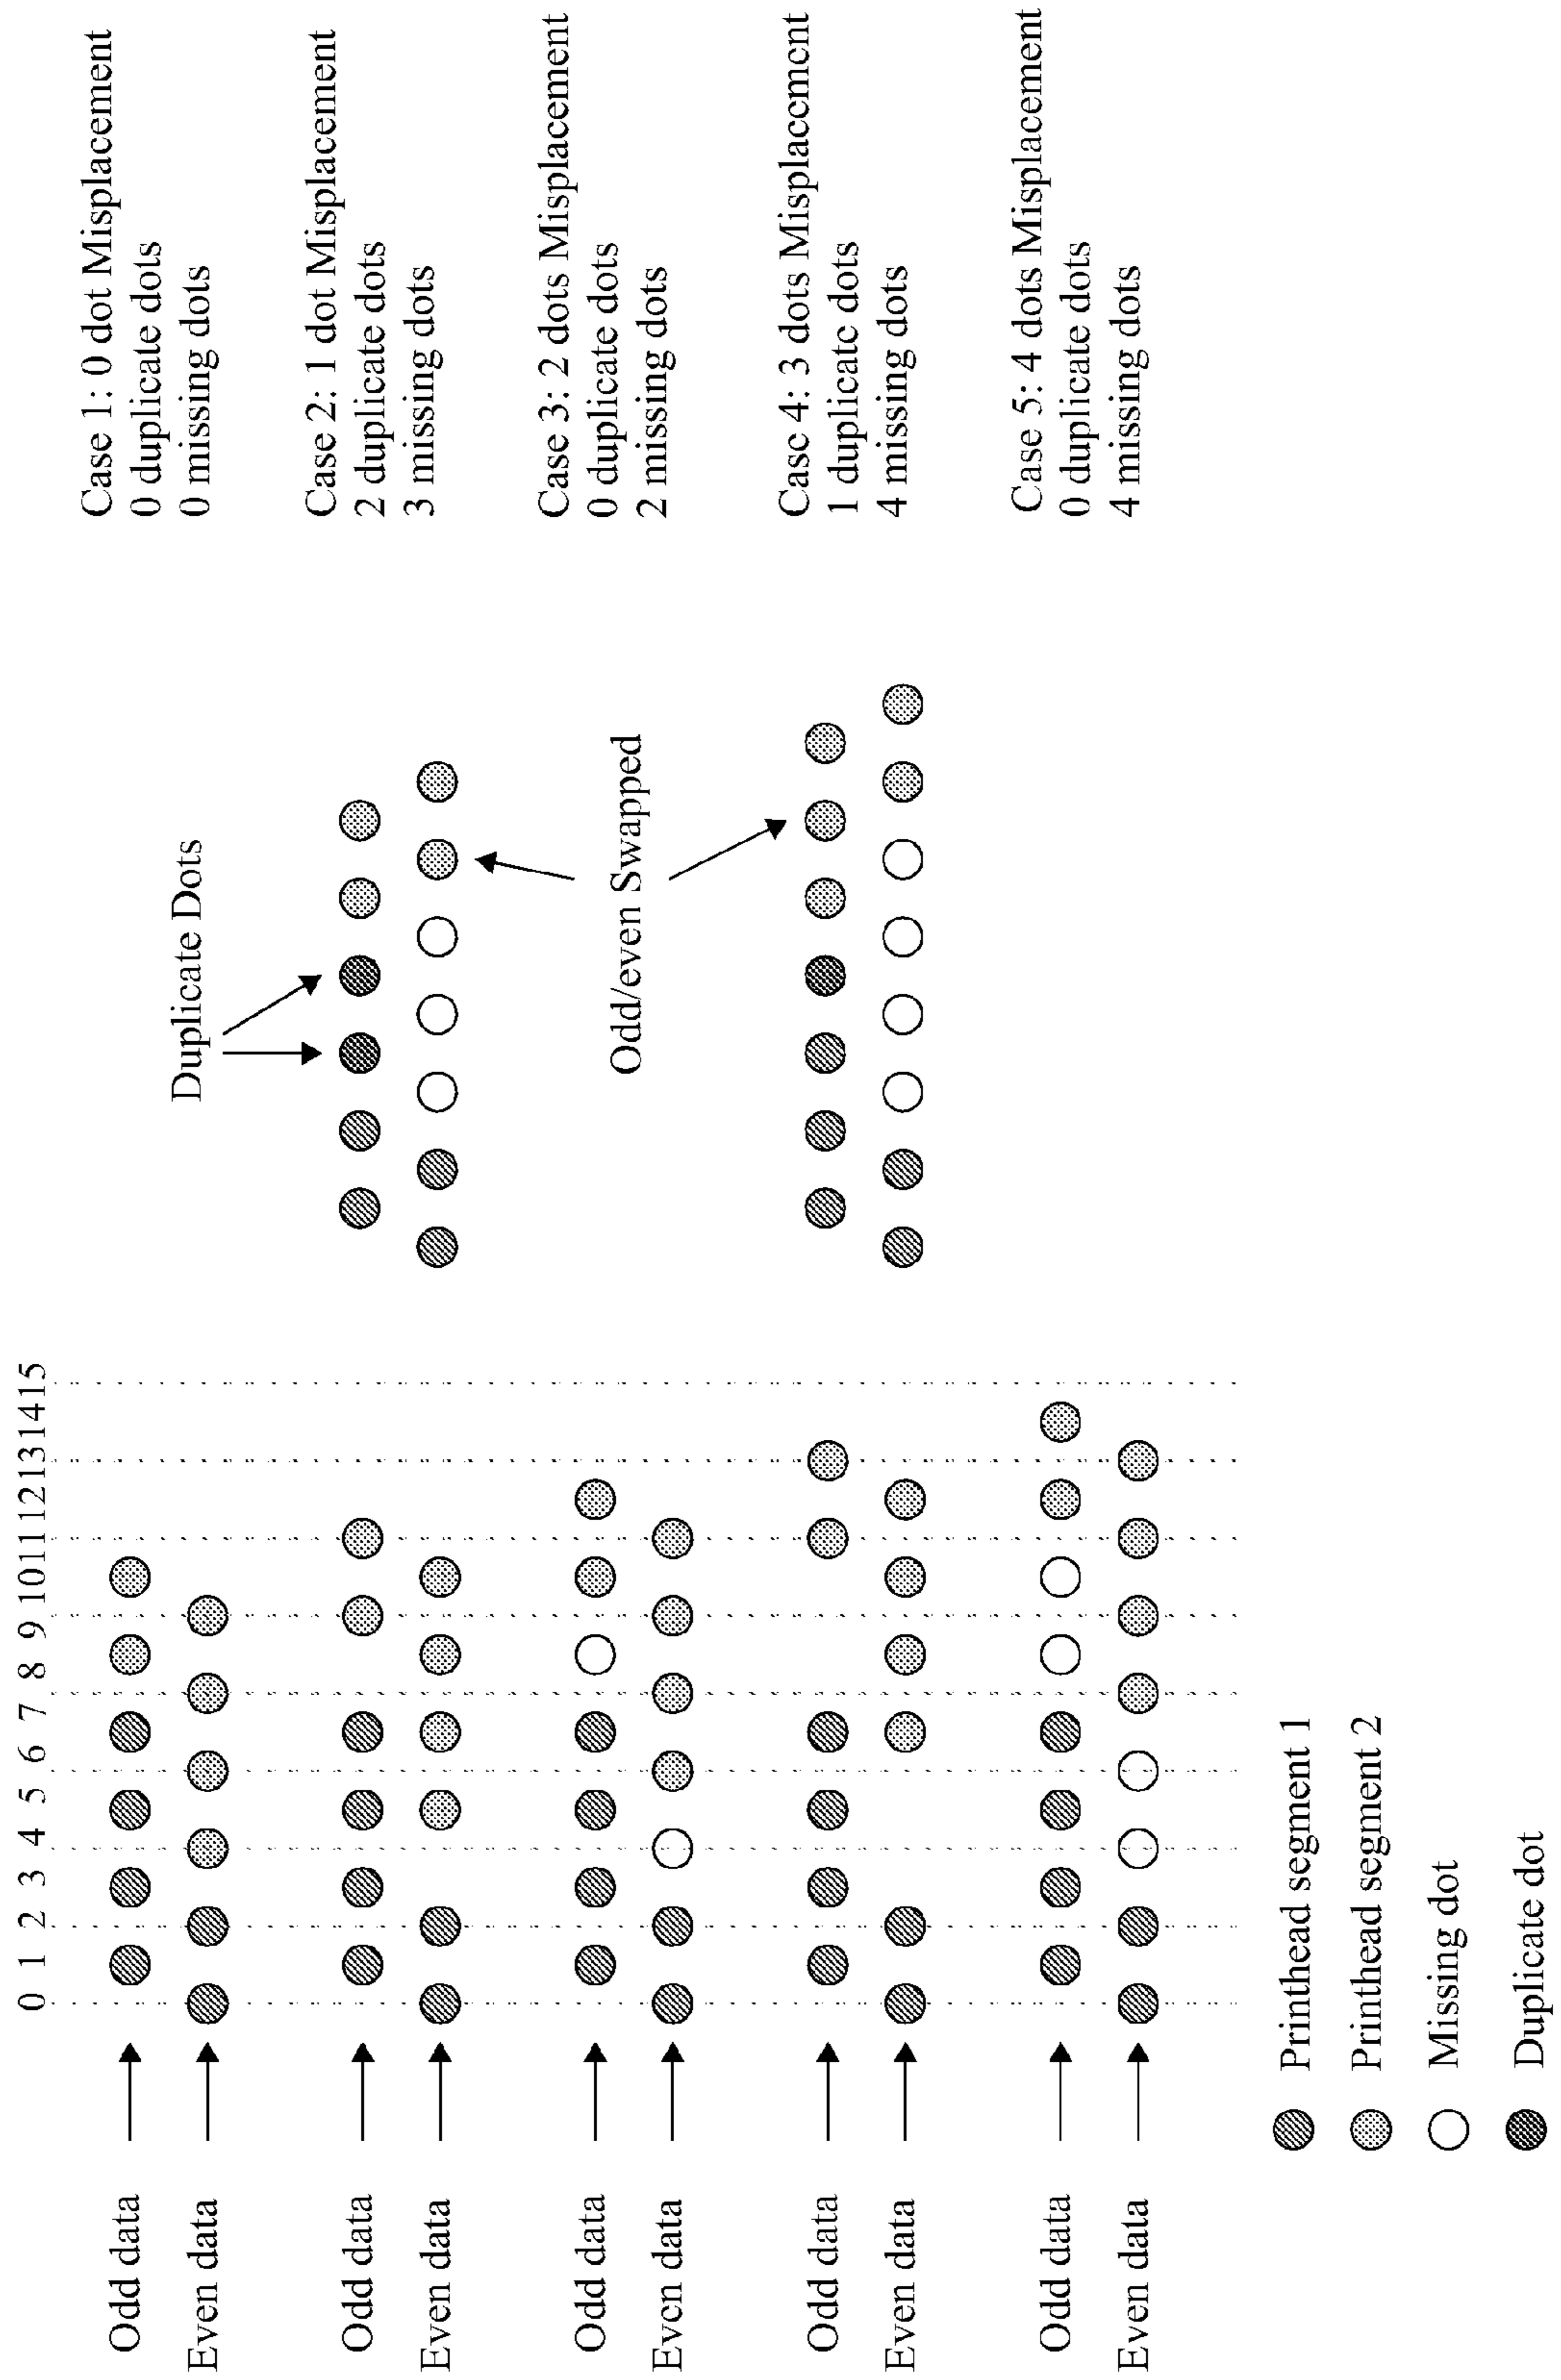 0 1 2 3 4 5 6 7 8 9 10 11 12 13 14 15
Odd data
Even data
Case 1: 0 dot Misplacement
0 duplicate dots
0 missing dots
Duplicate Dots
Odd data
Even data
Case 2: 1 dot Misplacement
2 duplicate dots
3 missing dots
Odd data
Even data
Odd/even Swapped
Case 3: 2 dots Misplacement
0 duplicate dots
2 missing dots
Odd data
Even data
Case 4: 3 dots Misplacement
1 duplicate dots
4 missing dots
Odd data
Even data
Case 5: 4 dots Misplacement
0 duplicate dots
4 missing dots
Printhead segment 1
Printhead segment 2
Missing dot
Duplicate dot